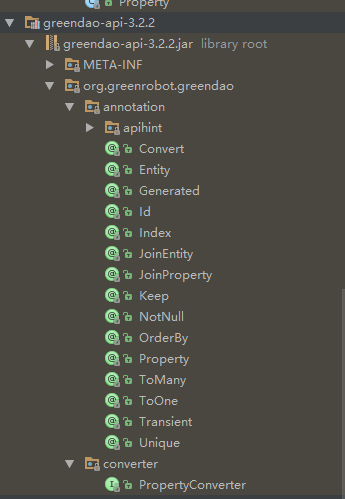 Property
greendao-api-3.2.2
greendao-api-3.2.2.jar library root
META-INF
org.greenrobot.greendao
annotation
apihint
Convert
Entity
Generated
Id
Index
JoinEntity
JoinProperty
Keep
NotNull
OrderBy
Property
ToMany
ToOne
Transient
Unique
converter
PropertyConverter